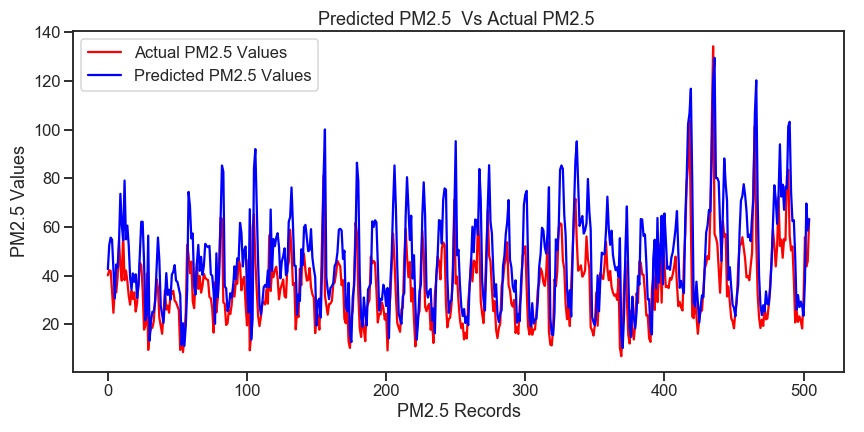 Predicted PM2.5  Vs Actual PM2.5
Actual PM2.5 Values
Predicted PM2.5 Values
PM2.5 Values
140
120
100
80
60
40
20
0
100
200
300
400
500
PM2.5 Records